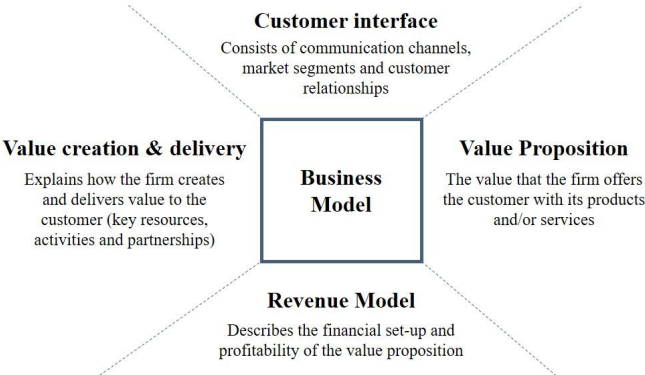 Customer interface
Consists of communication channels,
market segments and customer
relationships
Value creation & delivery
Explains how the firm creates
and delivers value to the
customer (key resources,
activities and partnerships)
Business
Model
Value Proposition
The value that the firm offers
the customer with its products
and/or services
Revenue Model
Describes the financial set-up and
profitability of the value proposition